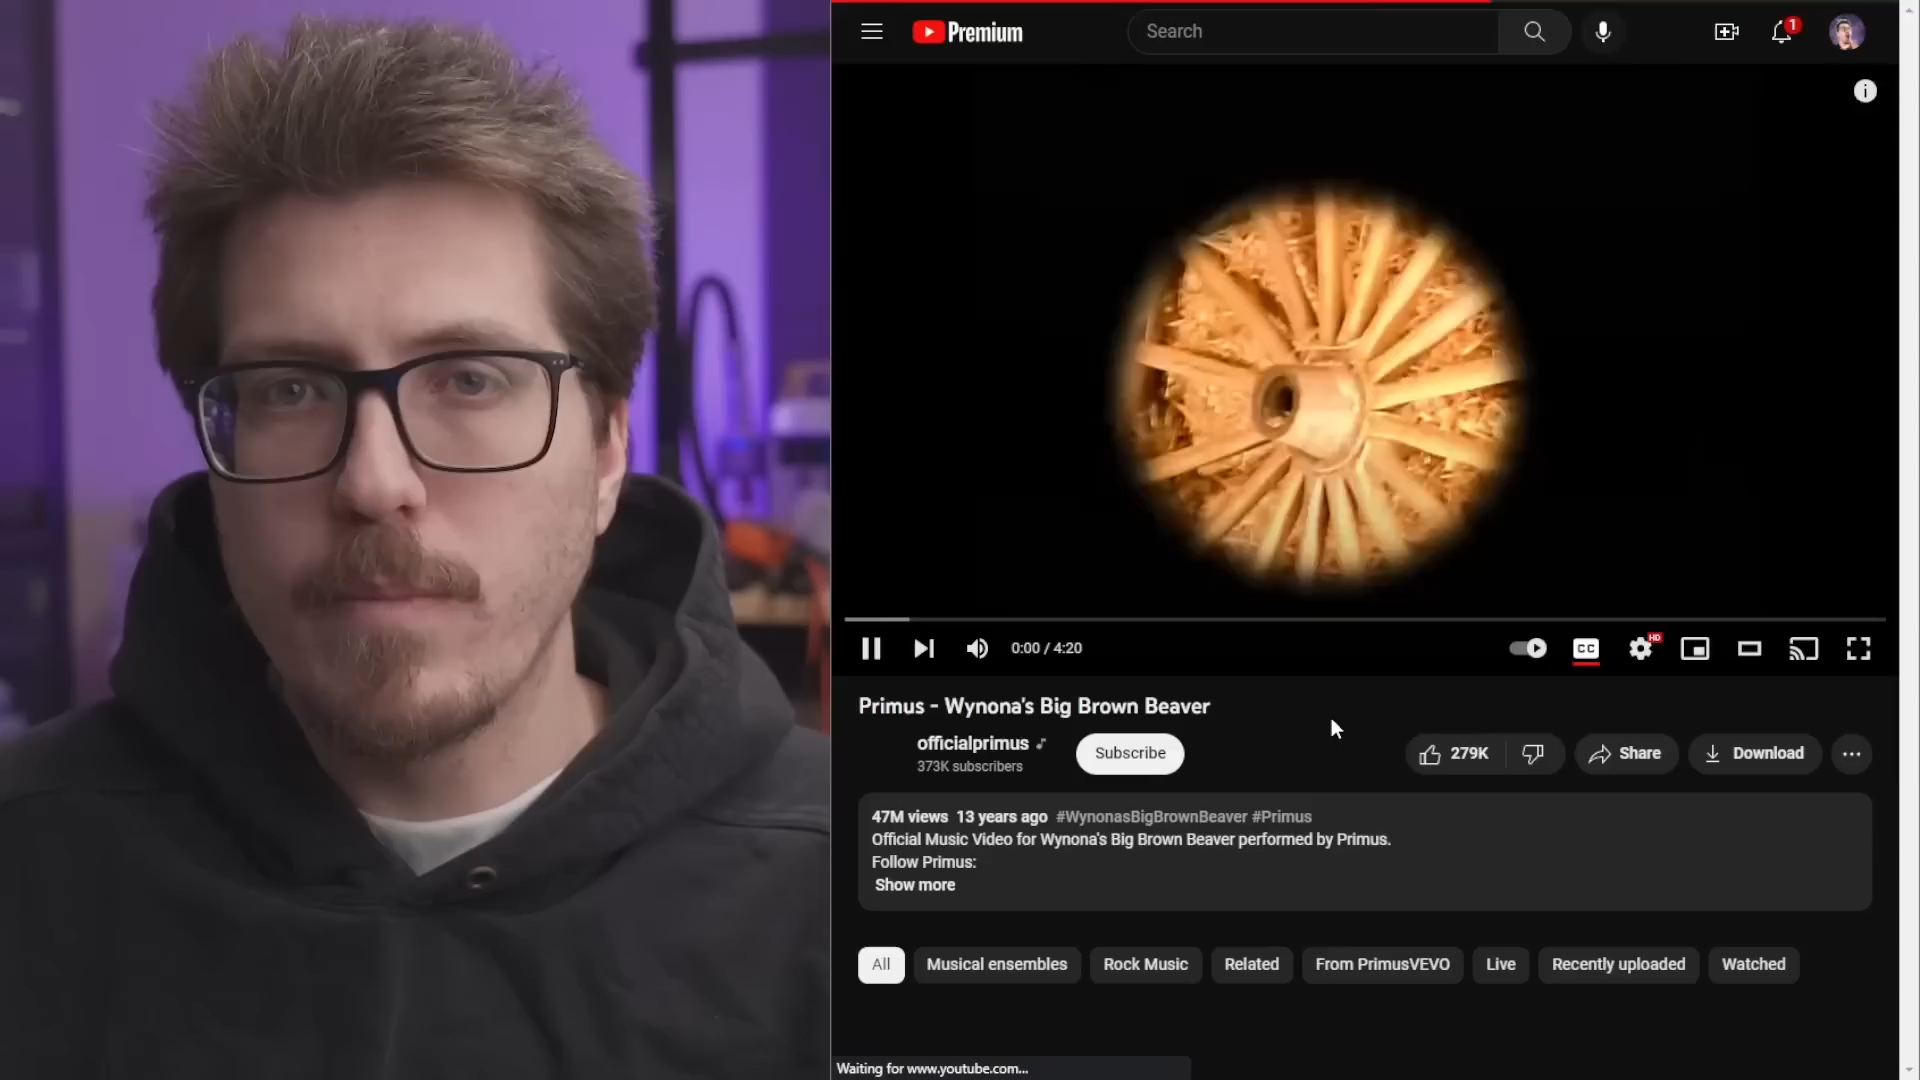 Premium
Search
1
i
0:00 / 4:20
CC
HD
Primus - Wynona's Big Brown Beaver
officialprimus
373K subscribers
Subscribe
279K
Share
Download
47M views 13 years ago #WynonasBigBrownBeaver #Primus
Official Music Video for Wynona's Big Brown Beaver performed by Primus.
Follow Primus:
Show more
All
Musical ensembles
Rock Music
Related
From PrimusVEVO
Live
Recently uploaded
Watched
Waiting for www.youtube.com...